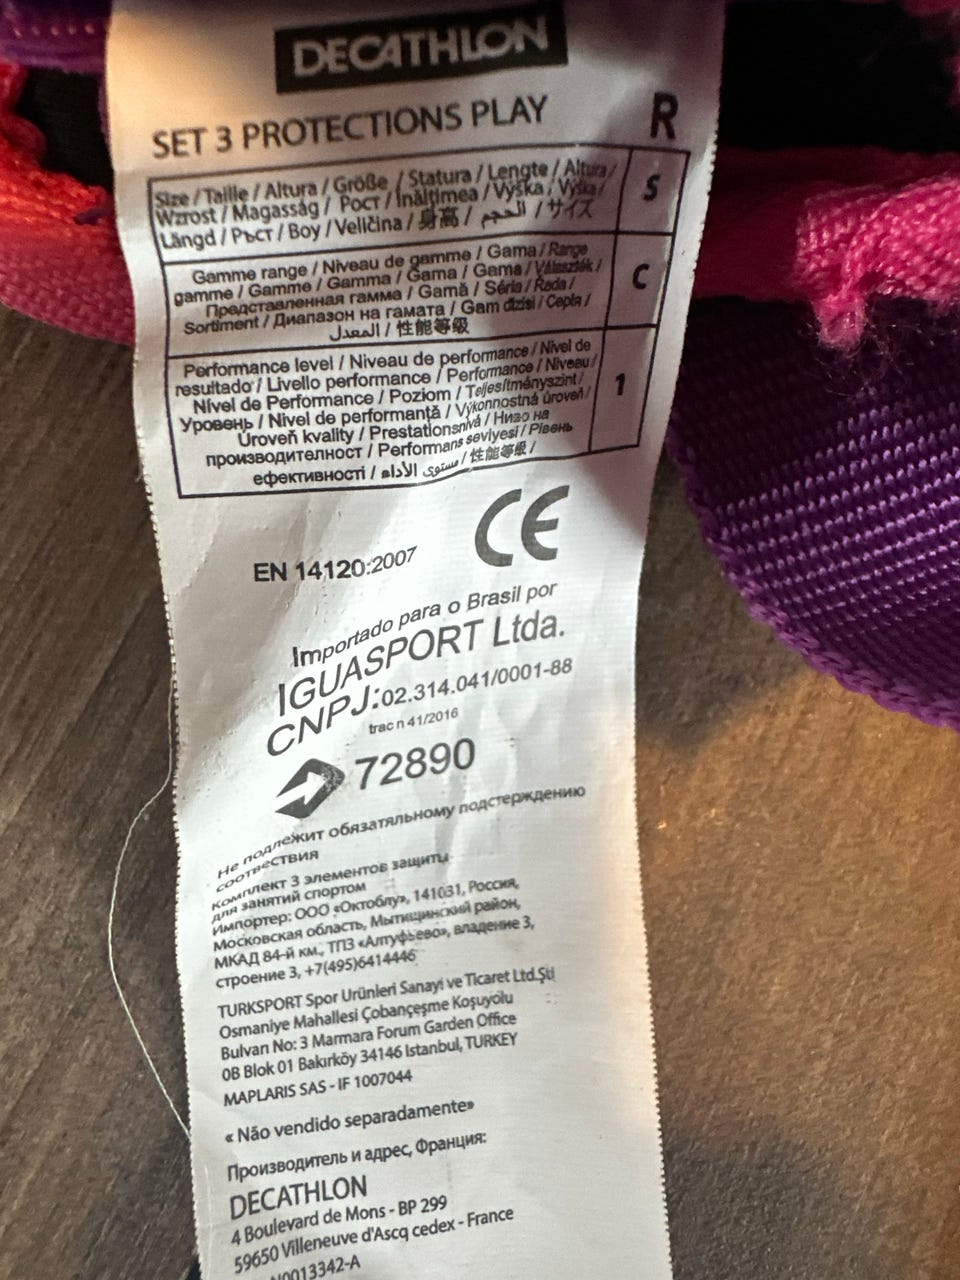 DECATHLON
SET 3 PROTECTIONS PLAY R
Size / Taille / Altura / Größe / Statura / Lengte / Altura /
Wzrost / Magasság / Рост / Înălţimea / Výška / Výška /
Längd / Ръст / Boy / Veličina / 身高 / الحجم / サイズ
S
Gamme range / Niveau de gamme / Gama / Range
gamme / Gamme / Gamma / Gama / Gama / Választék /
Представленная гамма / Gamă / Séria / Řada /
Sortiment / Диапазон на гамата / Gam dizisi / Серіа /
المعدل / 性能等級
C
Performance level / Niveau de performance / Nivel de
resultado / Livello performance / Performance / Niveau /
Nível de Performance / Poziom / Teljesítményszint /
Уровень / Nivel de performanță / Výkonnostná úroveň /
Úroveň kvality / Prestationsnivå / Ниво на
производителност / Performans seviyesi / Рівень
ефективності / مستوى الأداء / 性能等級 /
1
CE
EN 14120:2007
Importado para o Brasil por
IGUASPORT Ltda.
CNPJ:02.314.041/0001-88
trac n 41/2016
72890
Не подлежит обязательному подстерждению
соотвествия
Комплект 3 элементов защиты
для занятий спортом
Импортер: ООО «Октоблу», 141031, Россия,
Московская область, Мытищинский район,
МКАД 84-й км., ТПЗ «Алтуфьево», владение 3,
строение 3, +7(495)6414446
TURKSPORT Spor Urünleri Sanayi ve Ticaret Ltd.Şti
Osmaniye Mahallesi Çobançeşme Koşuyolu
Bulvarı No: 3 Marmara Forum Garden Office
0B Blok 01 Bakırköy 34146 Istanbul, TURKEY
MAPLARIS SAS - IF 1007044
« Não vendido separadamente»
Производитель и адрес, Франция:
DECATHLON
4 Boulevard de Mons - BP 299
59650 Villeneuve d'Ascq cedex - France
N0013342-A